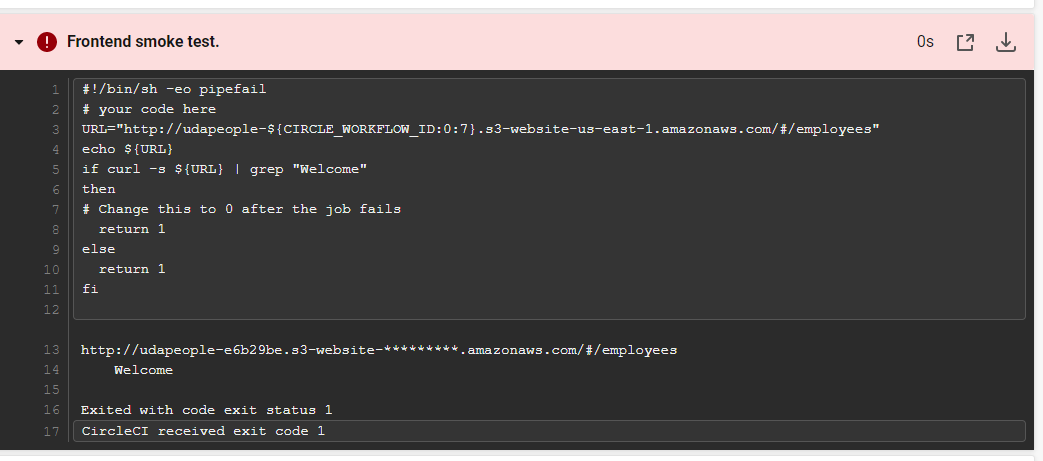 Frontend smoke test. 0s
1 #!/bin/sh -eo pipefail
2 # your code here
3 URL="http://udapeople-${CIRCLE_WORKFLOW_ID:0:7}.s3-website-us-east-1.amazonaws.com/#/employees"
4 echo ${URL}
5 if curl -s ${URL} | grep "Welcome"
6 then
7 # Change this to 0 after the job fails
8   return 1
9 else
10   return 1
11 fi
12
13 http://udapeople-e6b29be.s3-website-*********.amazonaws.com/#/employees
14     Welcome
15
16 Exited with code exit status 1
17 CircleCI received exit code 1